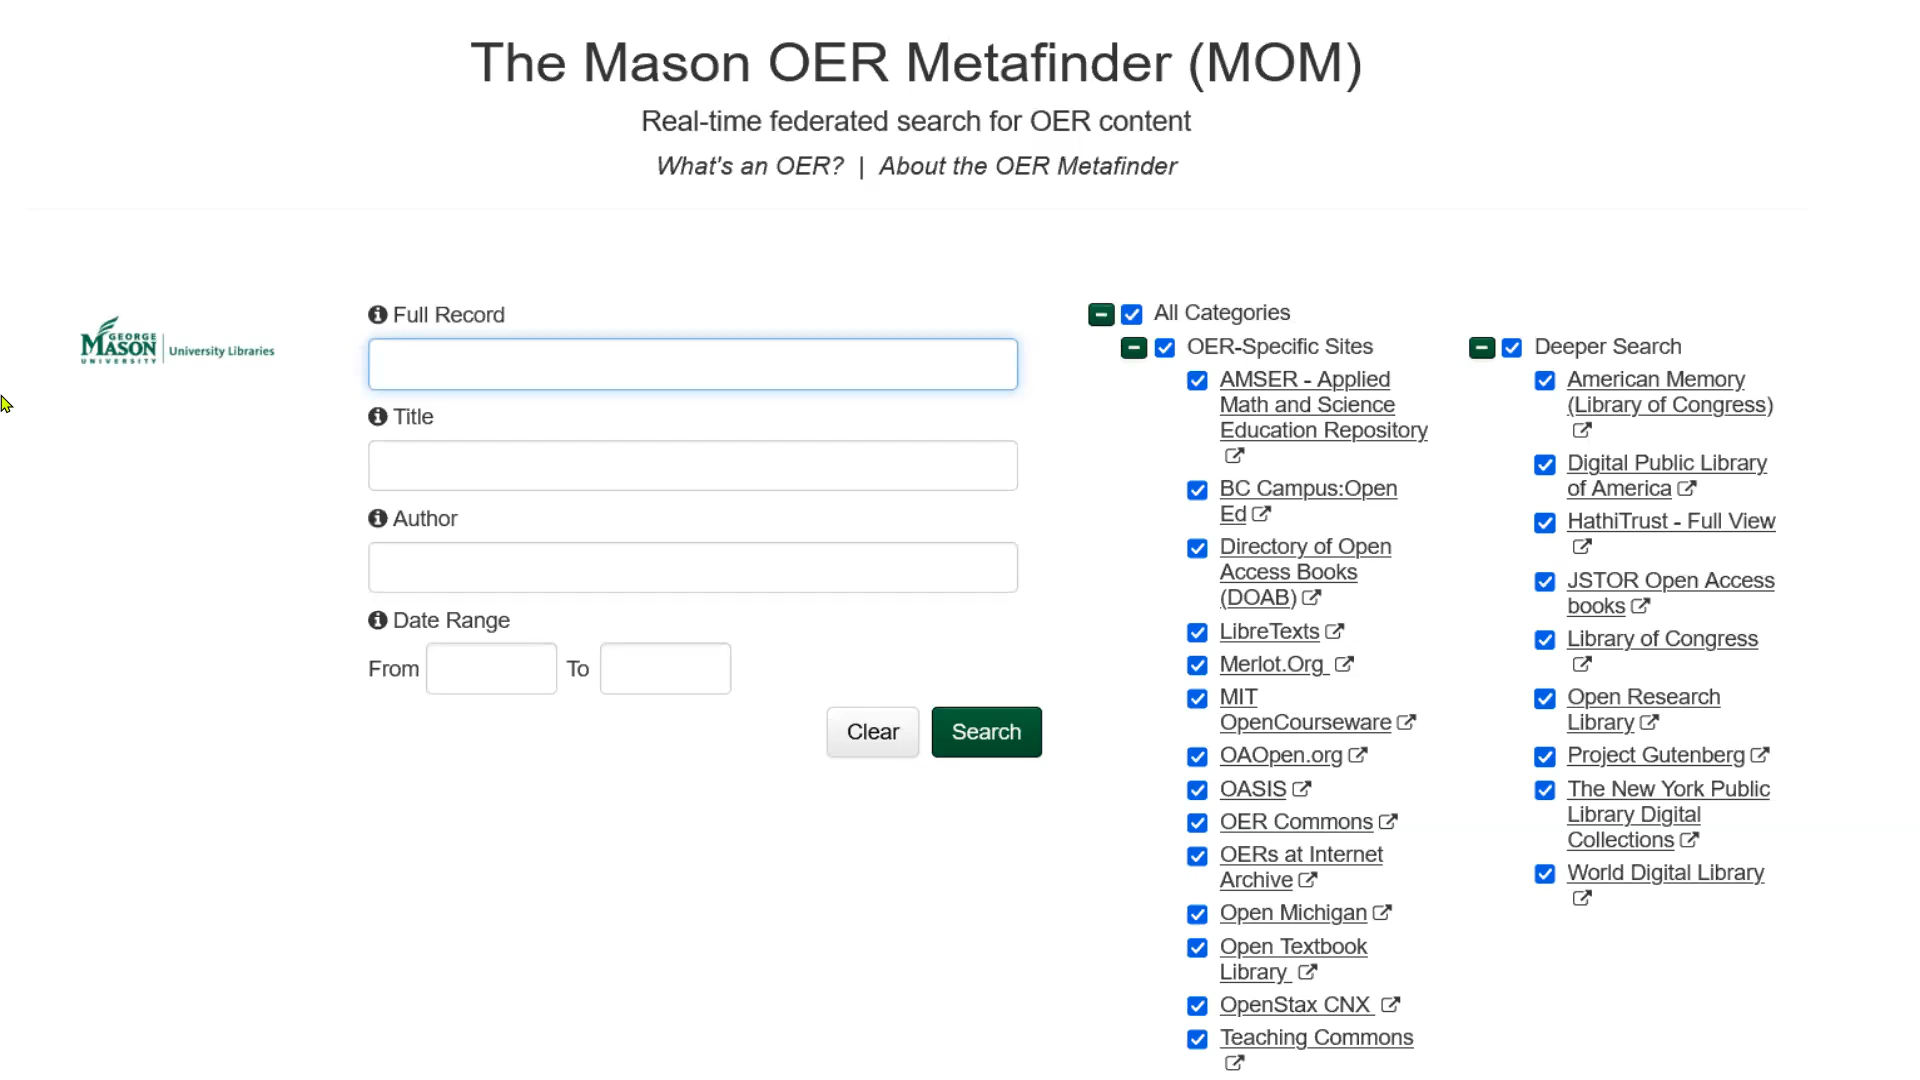 The Mason OER Metafinder (MOM)
Real-time federated search for OER content
What's an OER? | About the OER Metafinder
GEORGE
MASON
UNIVERSITY
University Libraries
Full Record
Title
Author
Date Range
From To
Clear Search
All Categories
OER-Specific Sites
AMSER - Applied
Math and Science
Education Repository
BC Campus:Open
Ed
Directory of Open
Access Books
(DOAB)
LibreTexts
Merlot.Org
MIT
OpenCourseware
OAOpen.org
OASIS
OER Commons
OERs at Internet
Archive
Open Michigan
Open Textbook
Library
OpenStax CNX
Teaching Commons
Deeper Search
American Memory
(Library of Congress)
Digital Public Library
of America
HathiTrust - Full View
JSTOR Open Access
books
Library of Congress
Open Research
Library
Project Gutenberg
The New York Public
Library Digital
Collections
World Digital Library